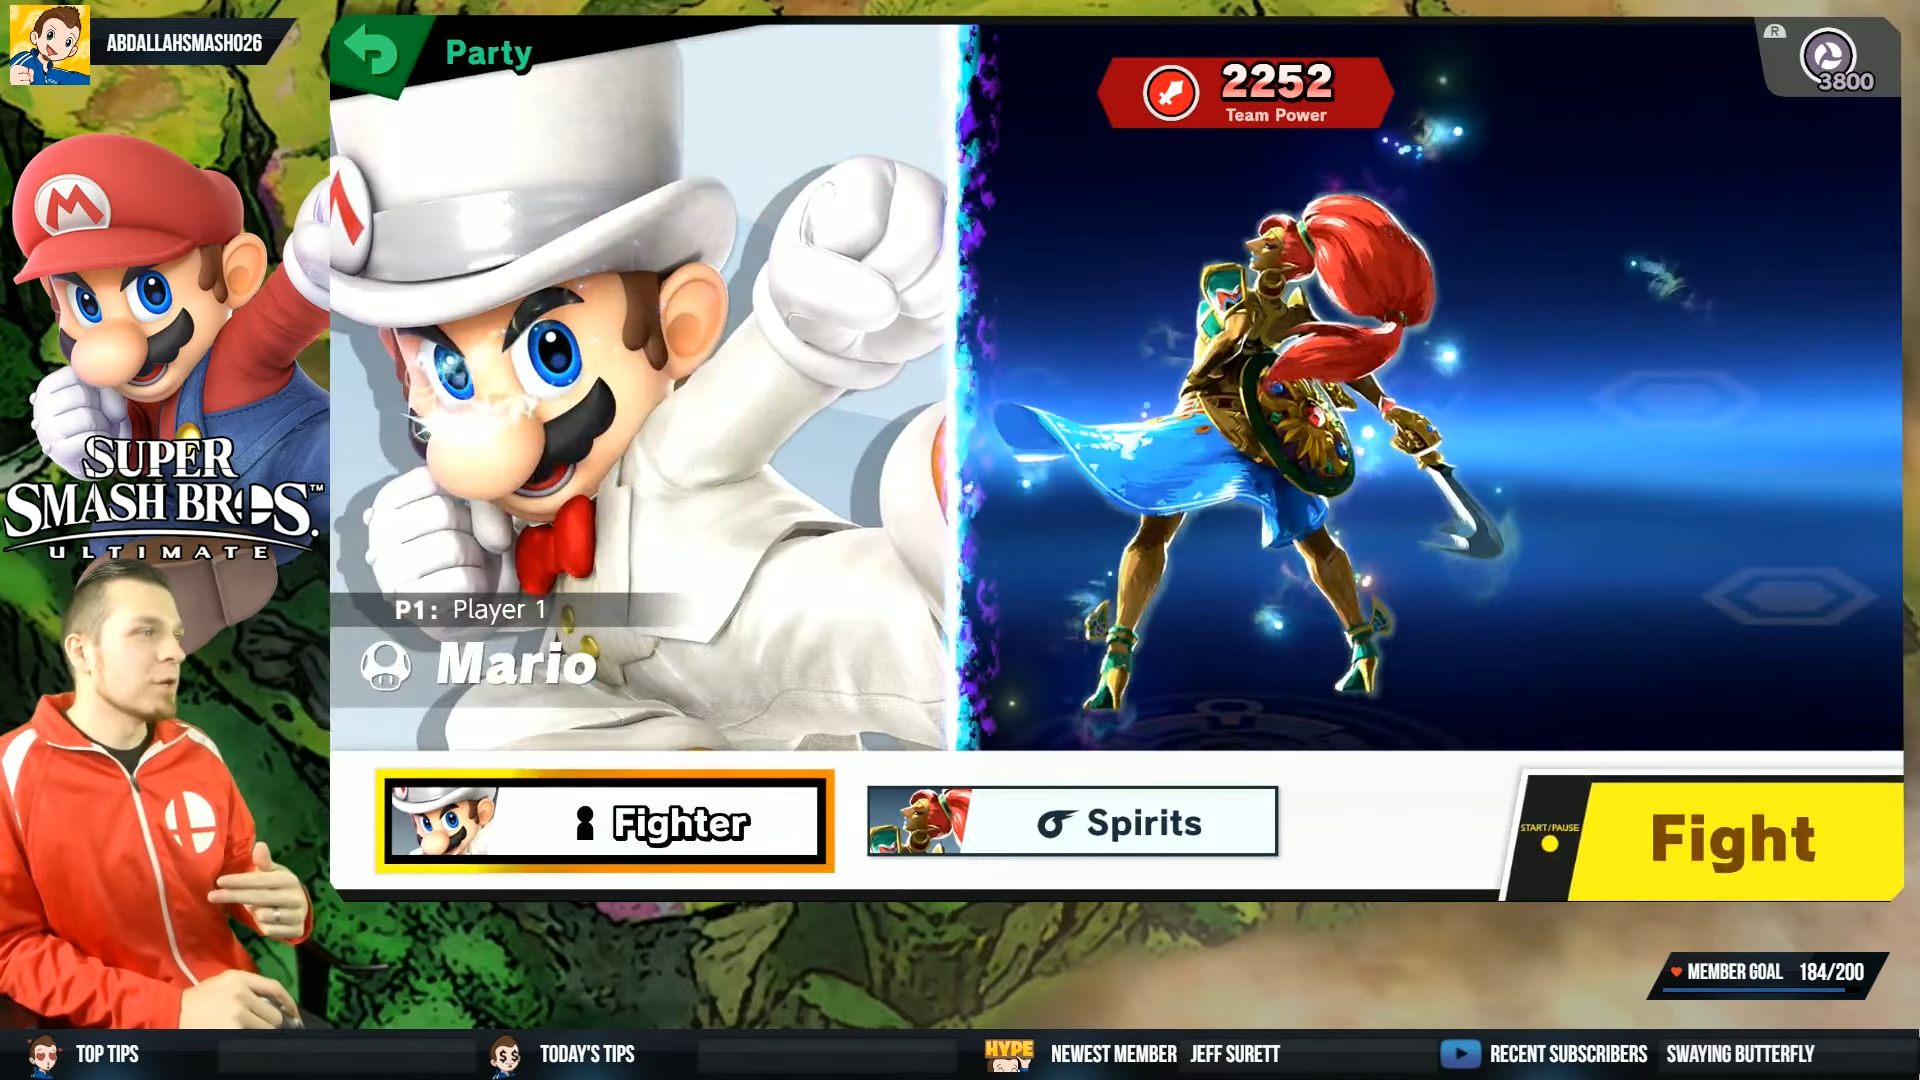 ABDALLAHSMASH026
Party
2252
Team Power
R
3800
M
SUPER
SMASH BROS.™
ULTIMATE
P1: Player 1
Mario
Fighter
Spirits
START/PAUSE
Fight
MEMBER GOAL 184/200
TOP TIPS
TODAY'S TIPS
HYPE
NEWEST MEMBER JEFF SURETT
RECENT SUBSCRIBERS SWAYING BUTTERFLY